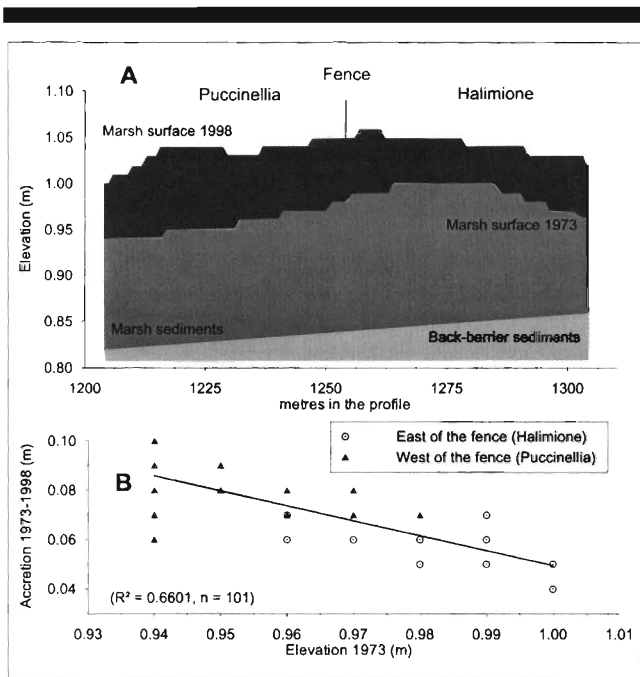 A
Fence
Puccinellia
Halimione
Marsh surface 1998
Marsh surface 1973
Marsh sediments
Back-barrier sediments
Elevation (m)
1.10
1.05
1.00
0.95
0.90
0.85
0.80
1200
1225
1250
1275
1300
metres in the profile
East of the fence (Halimione)
West of the fence (Puccinellia)
B
Accretion 1973-1998 (m)
0.10
0.08
0.06
0.04
(R² = 0.6601, n = 101)
0.93
0.94
0.95
0.96
0.97
0.98
0.99
1.00
1.01
Elevation 1973 (m)